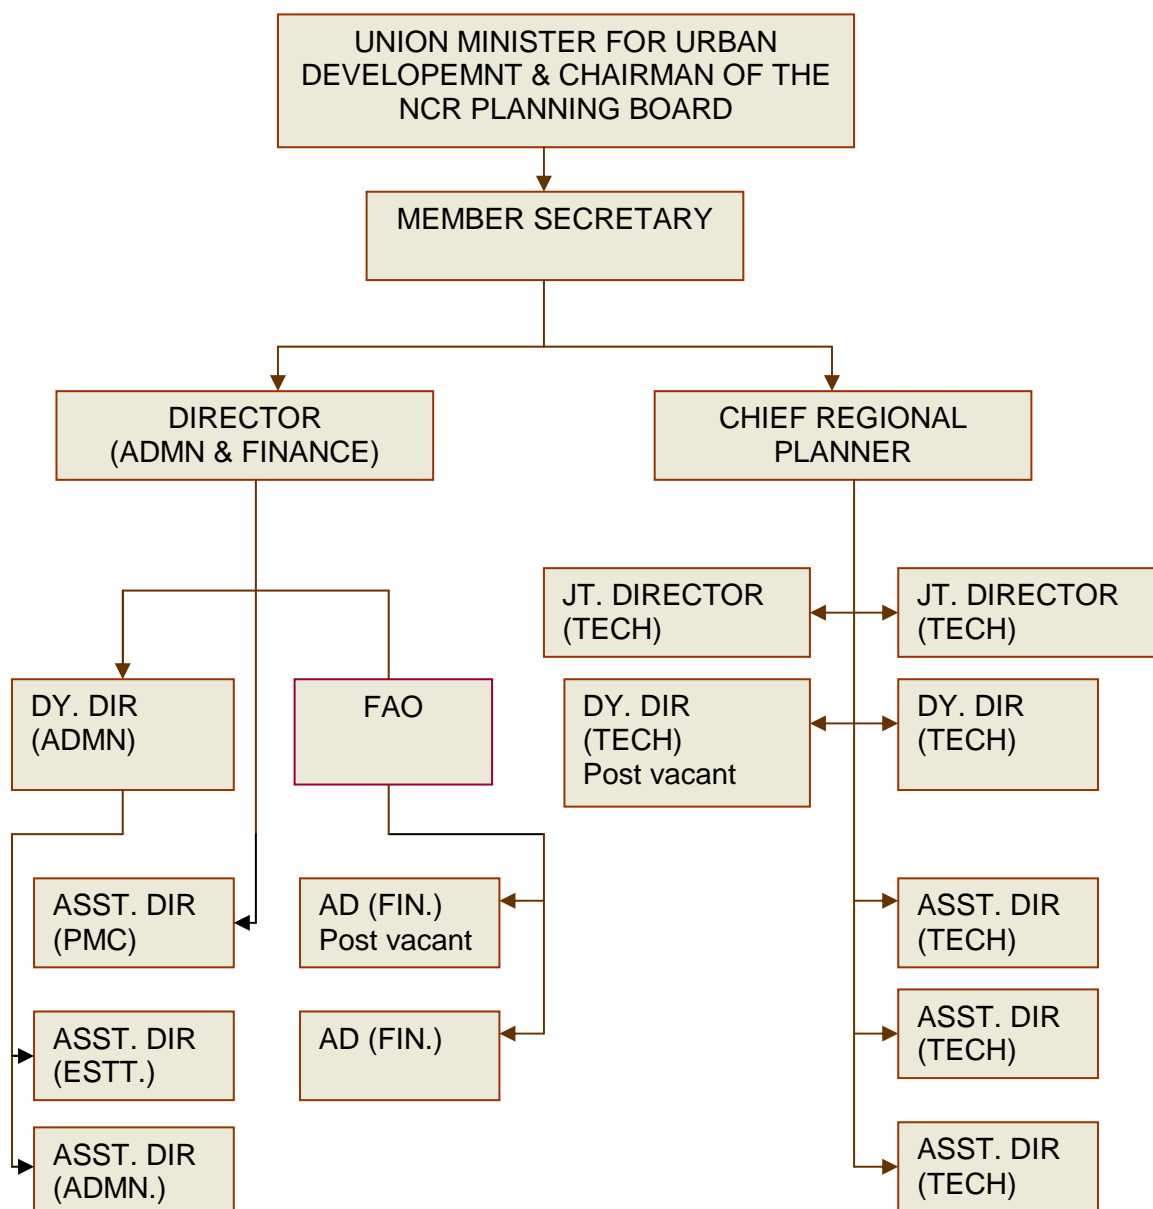 UNION MINISTER FOR URBAN
DEVELOPEMNT & CHAIRMAN OF THE
NCR PLANNING BOARD
MEMBER SECRETARY
DIRECTOR
(ADMN & FINANCE)
CHIEF REGIONAL
PLANNER
JT. DIRECTOR
(TECH)
JT. DIRECTOR
(TECH)
DY. DIR
(ADMN)
FAO
DY. DIR
(TECH)
Post vacant
DY. DIR
(TECH)
ASST. DIR
(PMC)
AD (FIN.)
Post vacant
ASST. DIR
(TECH)
ASST. DIR
(ESTT.)
AD (FIN.)
ASST. DIR
(TECH)
ASST. DIR
(ADMN.)
ASST. DIR
(TECH)